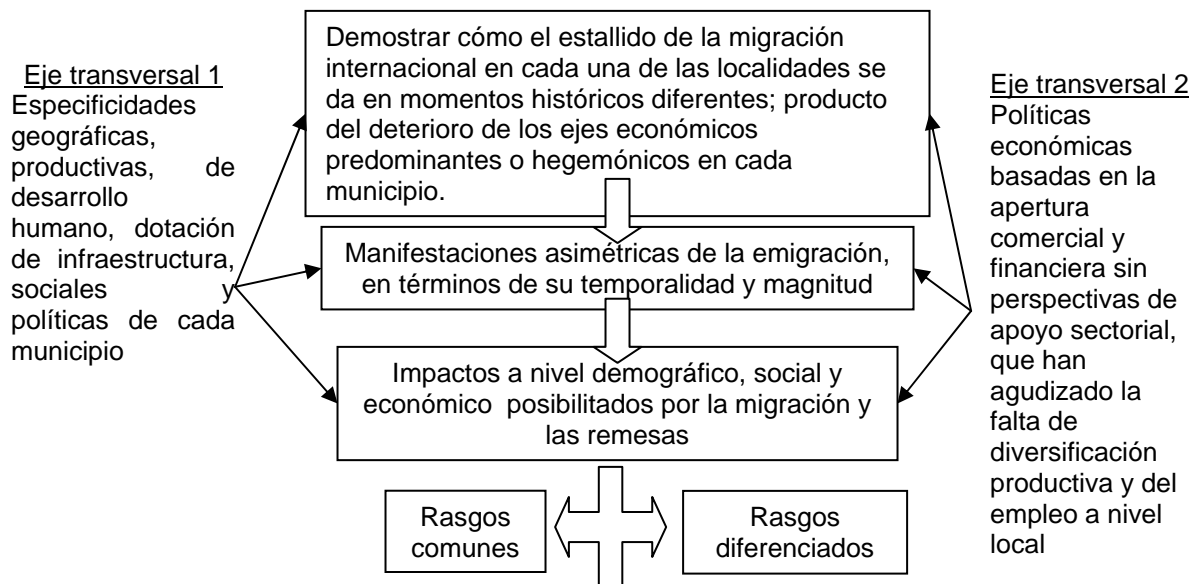 Eje transversal 1
Especificidades
geográficas,
productivas, de
desarrollo
humano, dotación
de infraestructura,
sociales y
políticas de cada
municipio
Demostrar cómo el estallido de la migración
internacional en cada una de las localidades se
da en momentos históricos diferentes; producto
del deterioro de los ejes económicos
predominantes o hegemónicos en cada
municipio.
Manifestaciones asimétricas de la emigración,
en términos de su temporalidad y magnitud
Impactos a nivel demográfico, social y
económico posibilitados por la migración y
las remesas
Rasgos
comunes
Rasgos
diferenciados
Eje transversal 2
Políticas
económicas
basadas en la
apertura
comercial y
financiera sin
perspectivas de
apoyo sectorial,
que han
agudizado la
falta de
diversificación
productiva y del
empleo a nivel
local